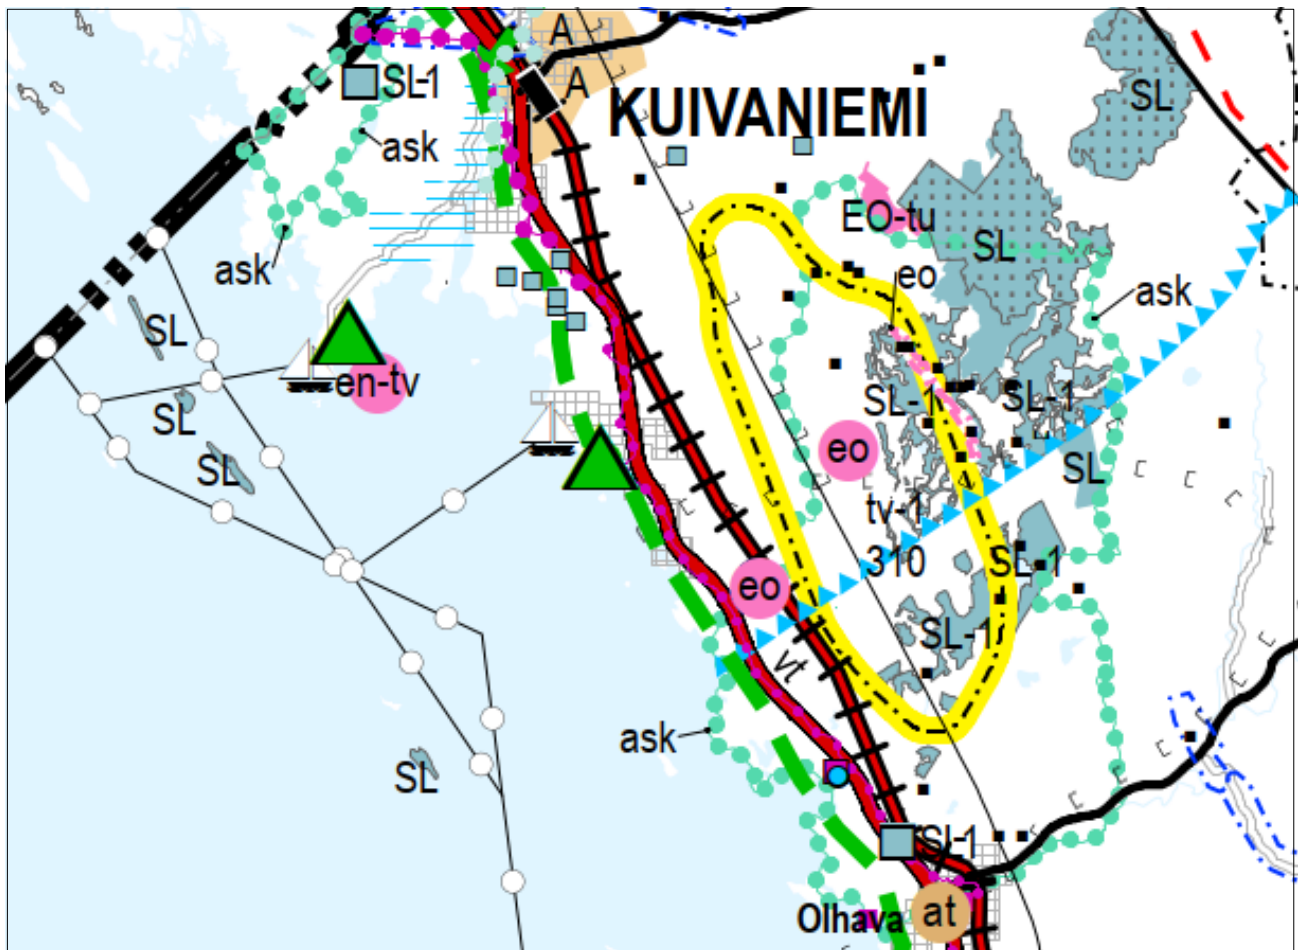 A
SL-1
A
SL
KUIVANIEMI
ask
EO-tu
SL
ask
eo
ask
SL
en-tv
SL-1
SL-1
SL
eo
SL
SL
tv-1
310
SL-1
eo
SL-1
vt
ask
SL
SL-1
Olhava
at